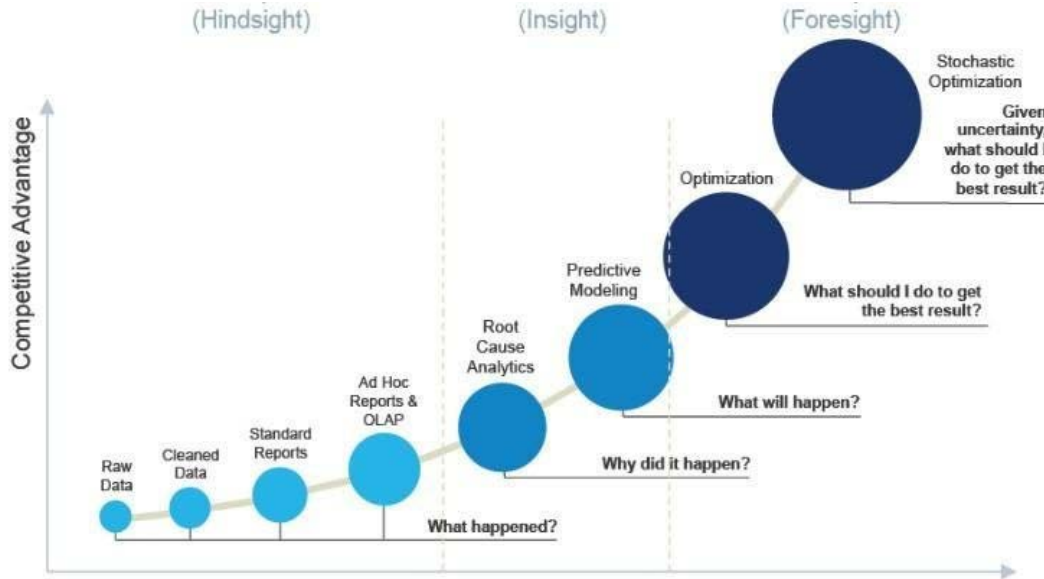 (Hindsight)
(Insight)
(Foresight)
Competitive Advantage
Raw
Data
Cleaned
Data
Standard
Reports
Ad Hoc
Reports &
OLAP
What happened?
Root
Cause
Analytics
Why did it happen?
Predictive
Modeling
What will happen?
Optimization
What should I do to get
the best result?
Stochastic
Optimization
Given
uncertainty,
what should I
do to get the
best result?